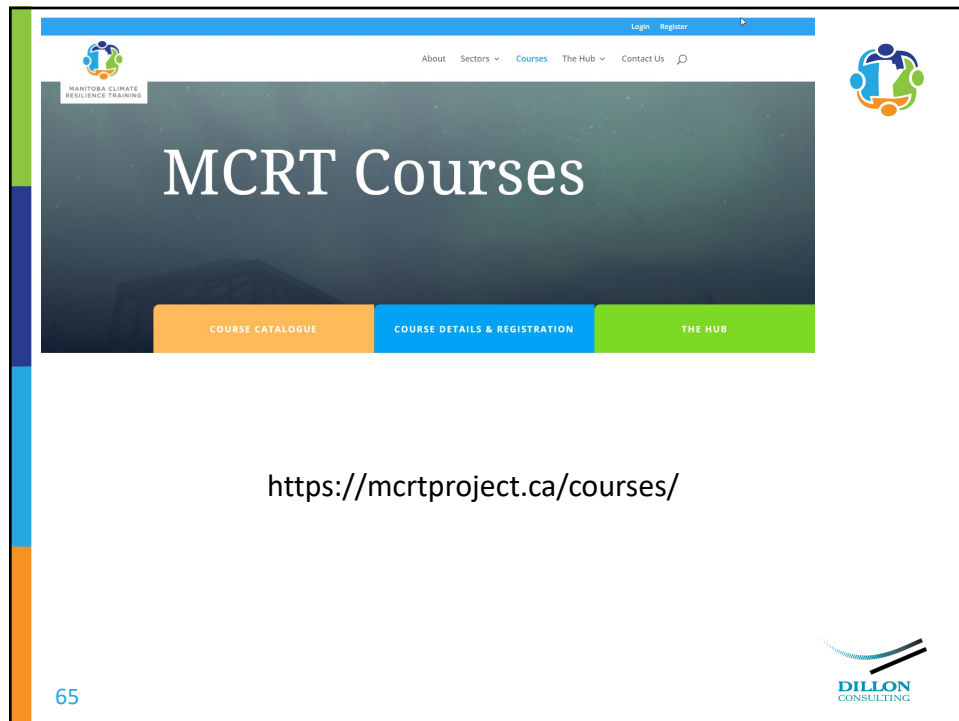 Login Register
About Sectors Courses The Hub Contact Us
MANITOBA CLIMATE
RESILIENCE TRAINING
MCRT Courses
COURSE CATALOGUE
COURSE DETAILS & REGISTRATION
THE HUB
https://mcrtproject.ca/courses/
65
DILLON
CONSULTING